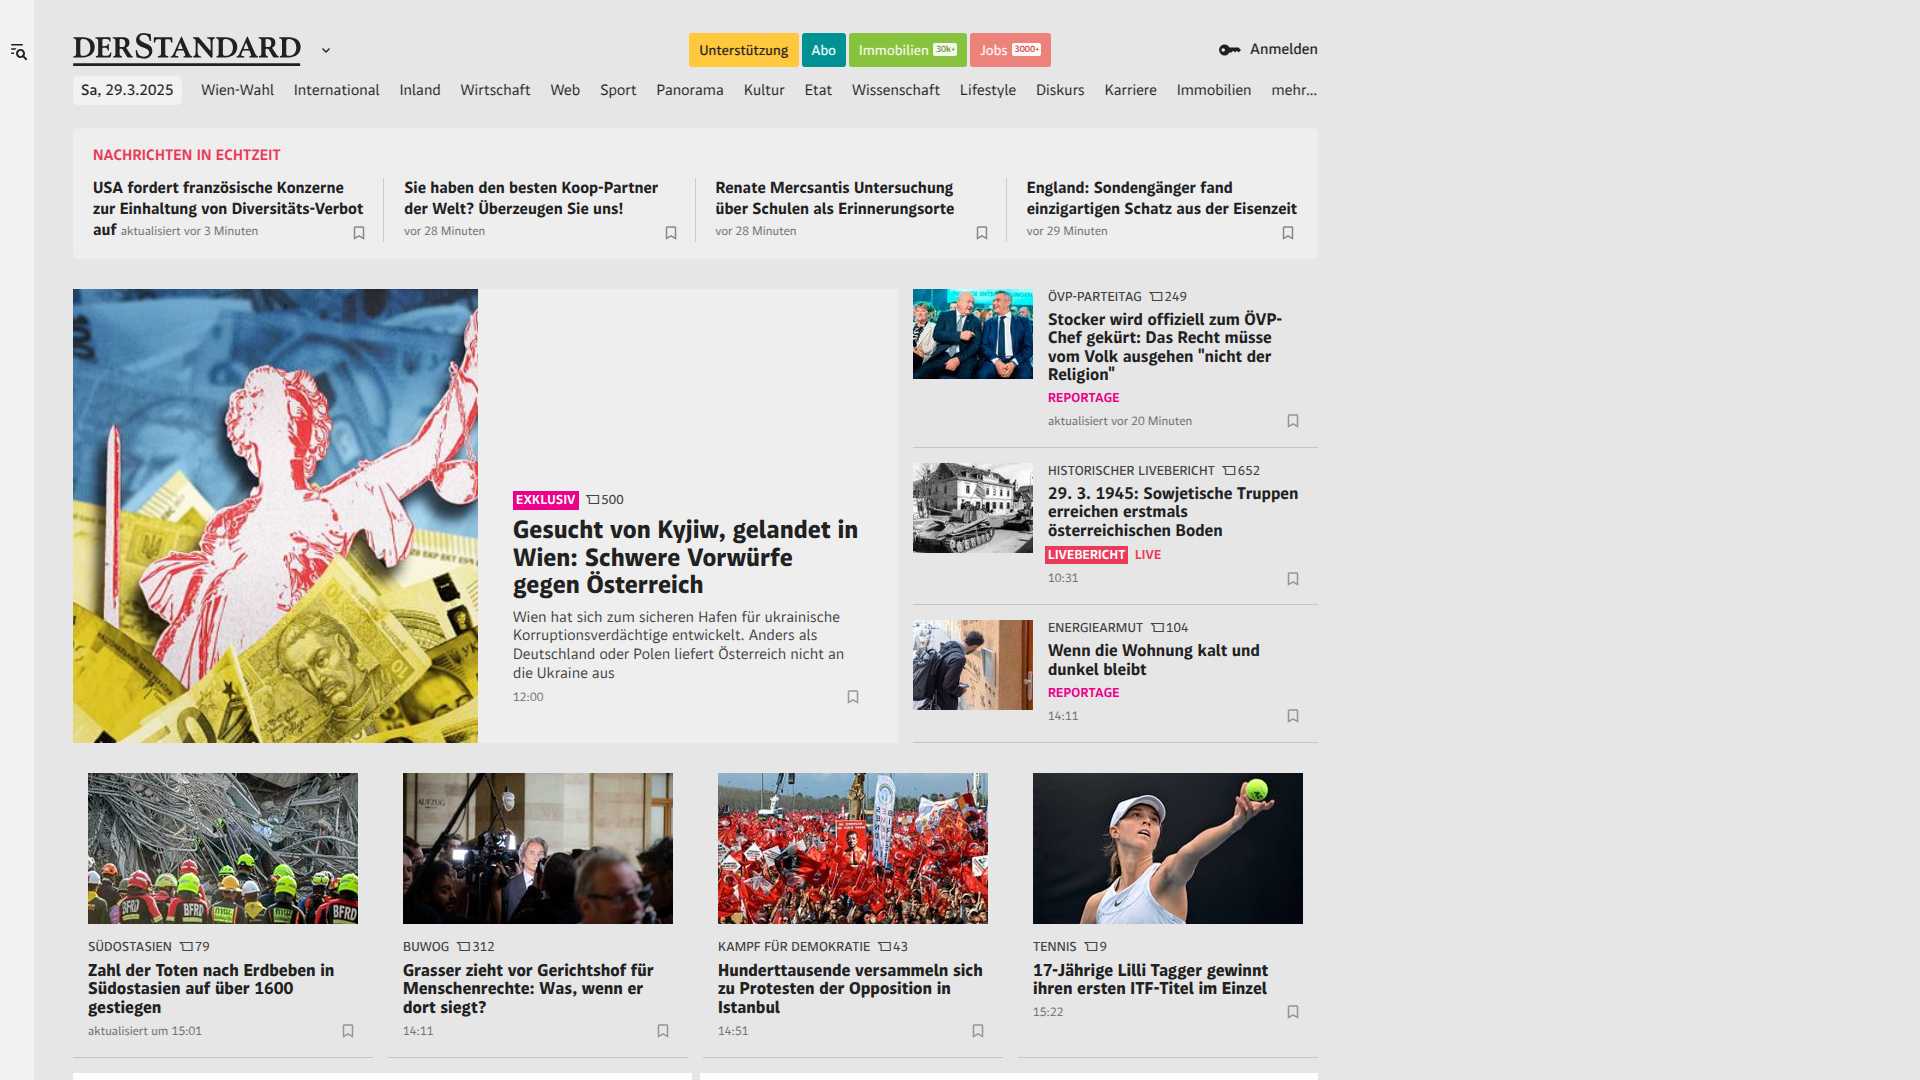 DERSTANDARD
Unterstützung
Abo
Immobilien 30k+
Jobs 3000+
Anmelden
Sa, 29.3.2025
Wien-Wahl
International
Inland
Wirtschaft
Web
Sport
Panorama
Kultur
Etat
Wissenschaft
Lifestyle
Diskurs
Karriere
Immobilien
mehr...
NACHRICHTEN IN ECHTZEIT
USA fordert französische Konzerne
zur Einhaltung von Diversitäts-Verbot
auf aktualisiert vor 3 Minuten
Sie haben den besten Koop-Partner
der Welt? Überzeugen Sie uns!
vor 28 Minuten
Renate Mercsantis Untersuchung
über Schulen als Erinnerungsorte
vor 28 Minuten
England: Sondengänger fand
einzigartigen Schatz aus der Eisenzeit
vor 29 Minuten
EXKLUSIV 500
Gesucht von Kyjiw, gelandet in
Wien: Schwere Vorwürfe
gegen Österreich
Wien hat sich zum sicheren Hafen für ukrainische
Korruptionsverdächtige entwickelt. Anders als
Deutschland oder Polen liefert Österreich nicht an
die Ukraine aus
12:00
ÖVP-PARTEITAG 249
Stocker wird offiziell zum ÖVP-
Chef gekürt: Das Recht müsse
vom Volk ausgehen "nicht der
Religion"
REPORTAGE
aktualisiert vor 20 Minuten
HISTORISCHER LIVEBERICHT 652
29. 3. 1945: Sowjetische Truppen
erreichen erstmals
österreichischen Boden
LIVEBERICHT LIVE
10:31
ENERGIEARMUT 104
Wenn die Wohnung kalt und
dunkel bleibt
REPORTAGE
14:11
BFRD
BFRD
BFRD
SÜDOSTASIEN 79
Zahl der Toten nach Erdbeben in
Südostasien auf über 1600
gestiegen
aktualisiert um 15:01
AUFZUG
BUWOG 312
Grasser zieht vor Gerichtshof für
Menschenrechte: Was, wenn er
dort siegt?
14:11
KAMPF FÜR DEMOKRATIE 43
Hunderttausende versammeln sich
zu Protesten der Opposition in
Istanbul
14:51
TENNIS 9
17-Jährige Lilli Tagger gewinnt
ihren ersten ITF-Titel im Einzel
15:22